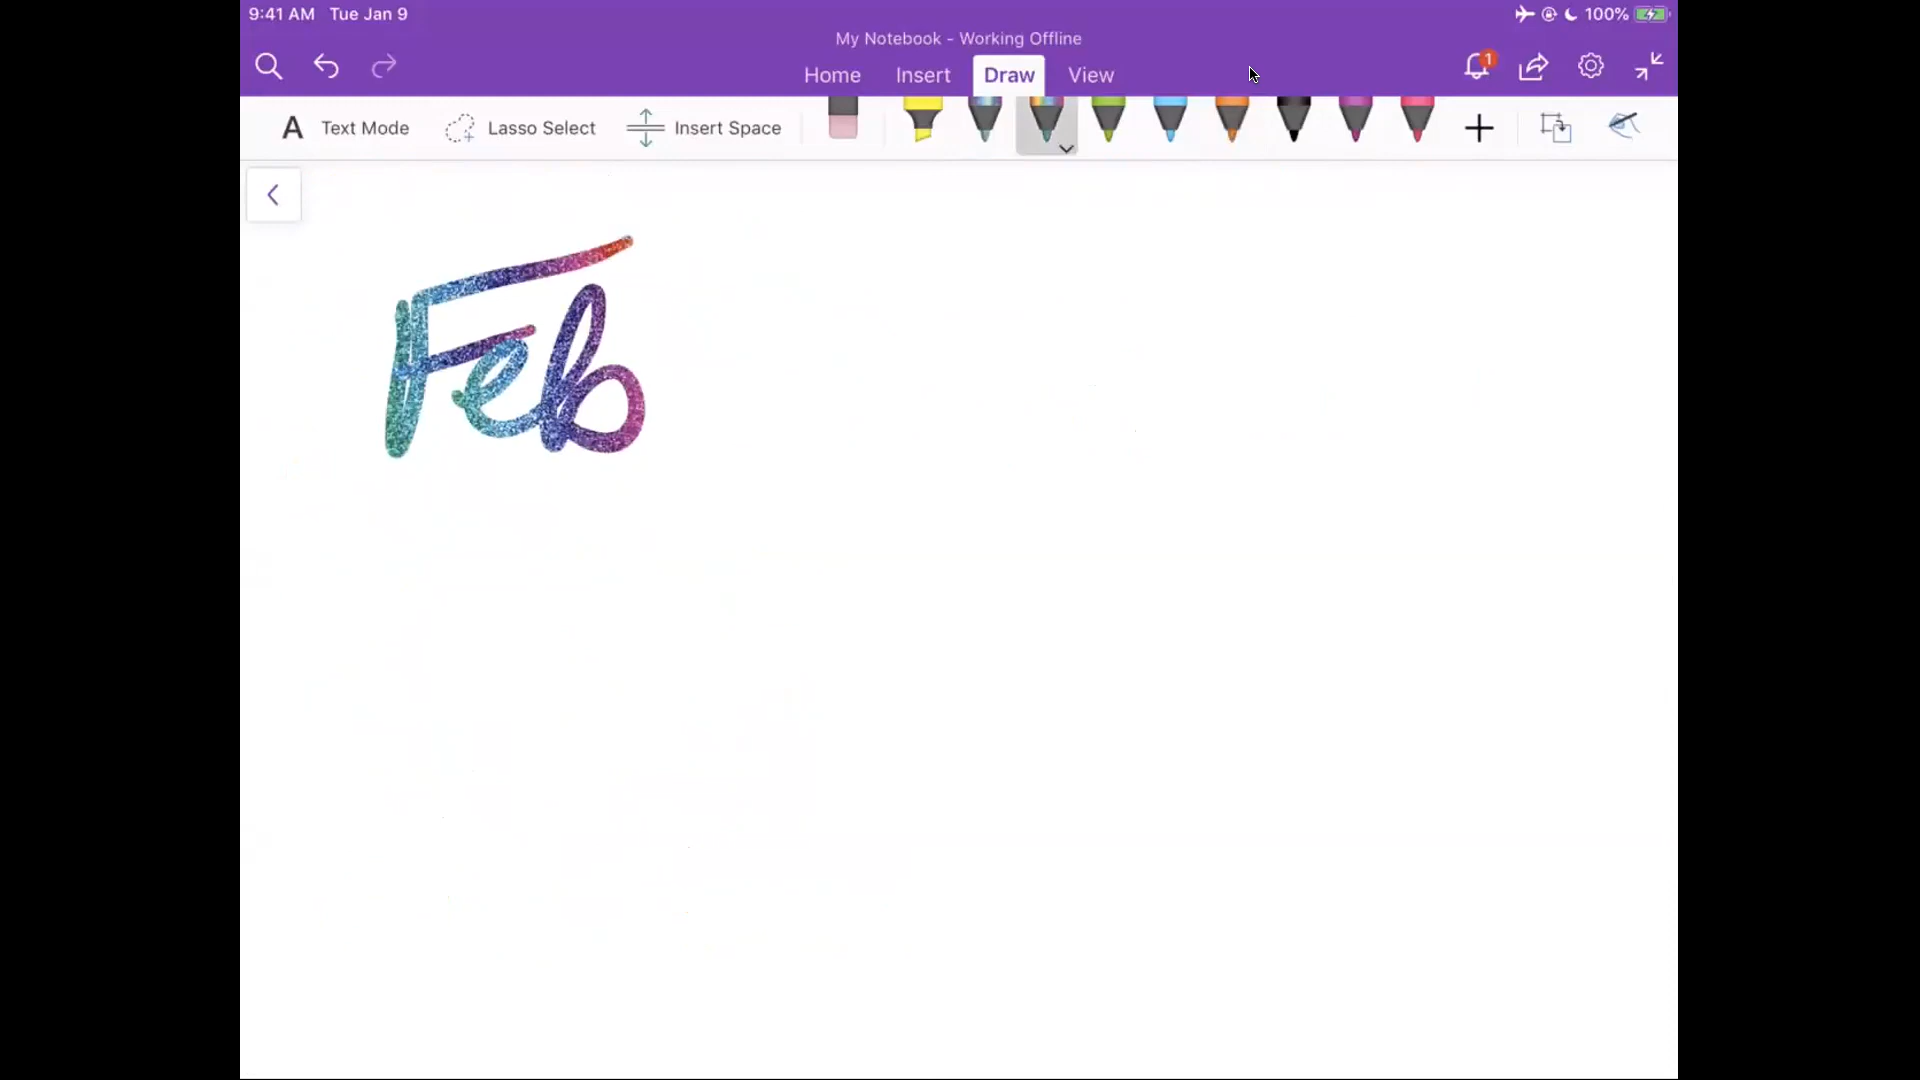 9:41 AM Tue Jan 9 100%
My Notebook - Working Offline
Home Insert Draw View 1
A Text Mode Lasso Select Insert Space
Feb